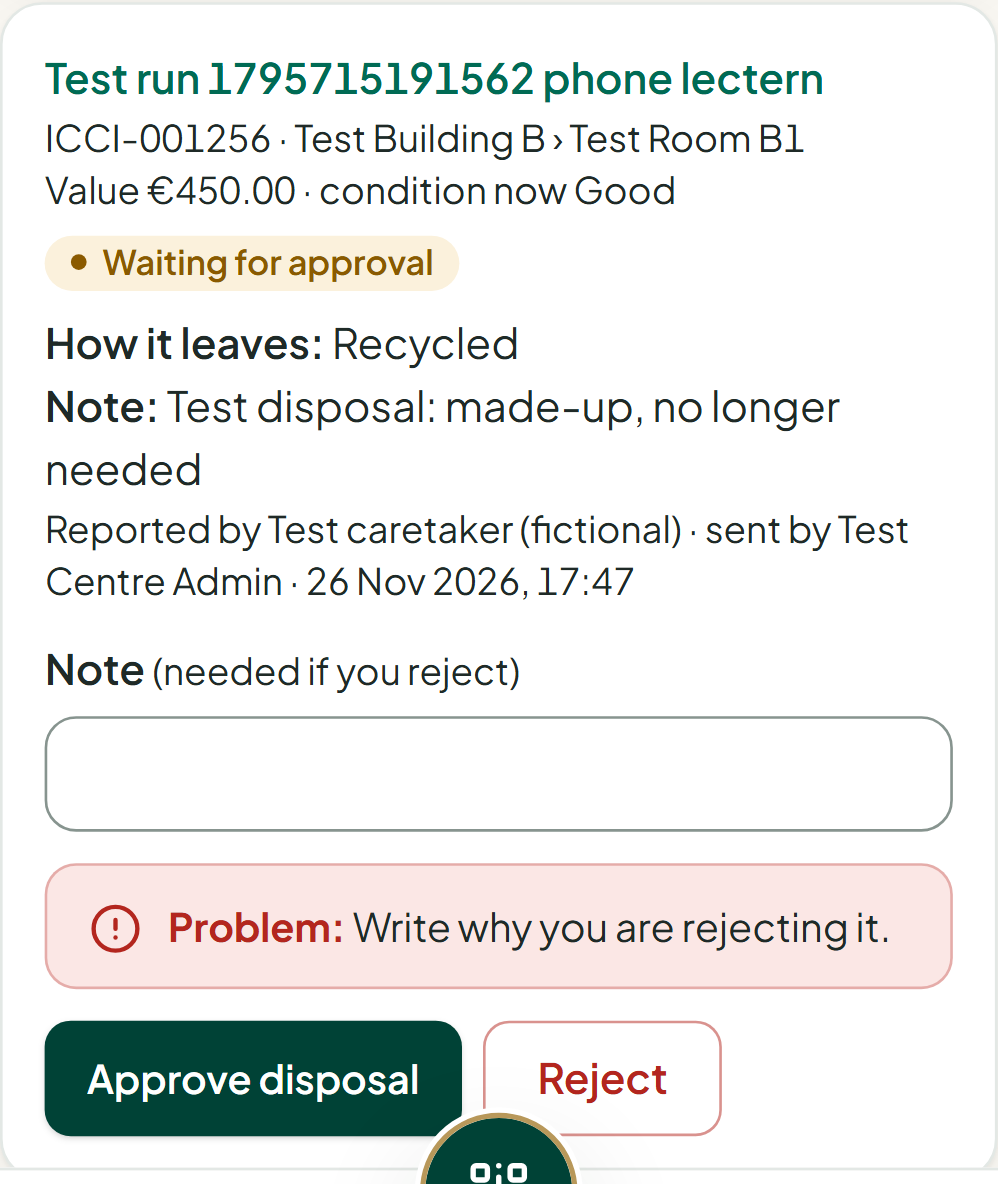 Test run 1795715191562 phone lectern
ICCI-001256 · Test Building B › Test Room B1
Value €450.00 · condition now Good
Waiting for approval
How it leaves: Recycled
Note: Test disposal: made-up, no longer
needed
Reported by Test caretaker (fictional) · sent by Test
Centre Admin · 26 Nov 2026, 17:47
Note (needed if you reject)
Problem: Write why you are rejecting it.
Approve disposal
Reject